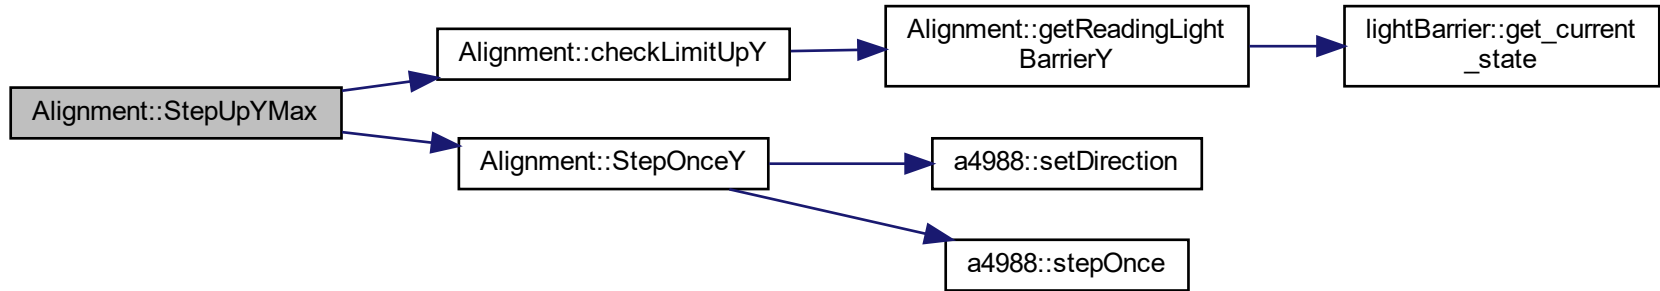 Alignment::StepUpYMax
Alignment::checkLimitUpY
Alignment::getReadingLight
BarrierY
lightBarrier::get_current
_state
Alignment::StepOnceY
a4988::setDirection
a4988::stepOnce